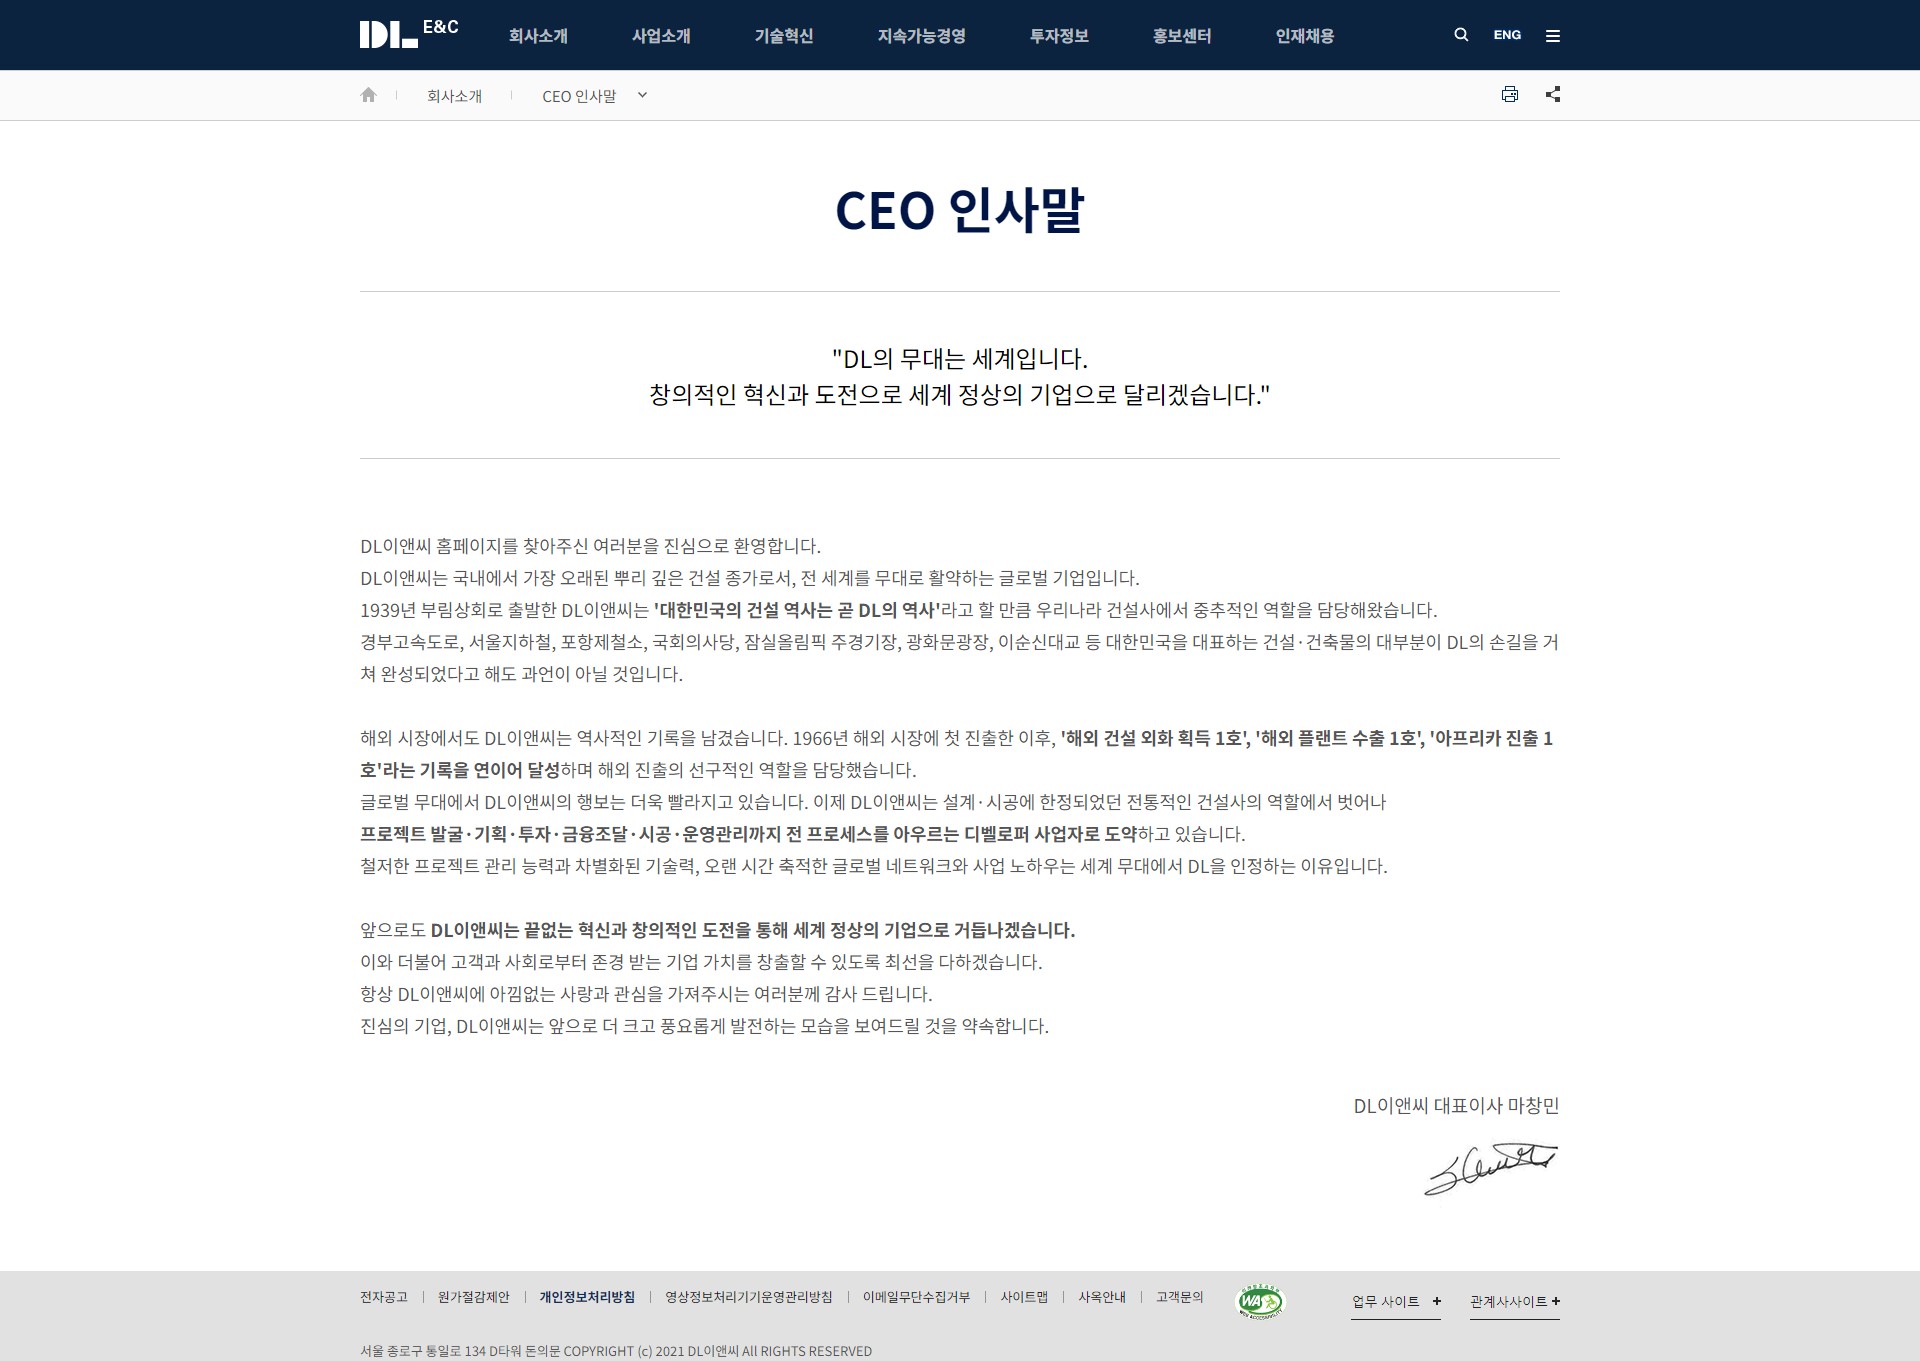 DL E&C 회사소개 사업소개 기술혁신 지속가능경영 투자정보 홍보센터 인재채용 ENG
회사소개 CEO 인사말
CEO 인사말
"DL의 무대는 세계입니다.
창의적인 혁신과 도전으로 세계 정상의 기업으로 달리겠습니다."
DL이앤씨 홈페이지를 찾아주신 여러분을 진심으로 환영합니다.
DL이앤씨는 국내에서 가장 오래된 뿌리 깊은 건설 종가로서, 전 세계를 무대로 활약하는 글로벌 기업입니다.
1939년 부림상회로 출발한 DL이앤씨는 '대한민국의 건설 역사는 곧 DL의 역사'라고 할 만큼 우리나라 건설사에서 중추적인 역할을 담당해왔습니다.
경부고속도로, 서울지하철, 포항제철소, 국회의사당, 잠실올림픽 주경기장, 광화문광장, 이순신대교 등 대한민국을 대표하는 건설·건축물의 대부분이 DL의 손길을 거
쳐 완성되었다고 해도 과언이 아닐 것입니다.
해외 시장에서도 DL이앤씨는 역사적인 기록을 남겼습니다. 1966년 해외 시장에 첫 진출한 이후, '해외 건설 외화 획득 1호', '해외 플랜트 수출 1호', '아프리카 진출 1
호'라는 기록을 연이어 달성하며 해외 진출의 선구적인 역할을 담당했습니다.
글로벌 무대에서 DL이앤씨의 행보는 더욱 빨라지고 있습니다. 이제 DL이앤씨는 설계·시공에 한정되었던 전통적인 건설사의 역할에서 벗어나
프로젝트 발굴·기획·투자·금융조달·시공·운영관리까지 전 프로세스를 아우르는 디벨로퍼 사업자로 도약하고 있습니다.
철저한 프로젝트 관리 능력과 차별화된 기술력, 오랜 시간 축적한 글로벌 네트워크와 사업 노하우는 세계 무대에서 DL을 인정하는 이유입니다.
앞으로도 DL이앤씨는 끝없는 혁신과 창의적인 도전을 통해 세계 정상의 기업으로 거듭나겠습니다.
이와 더불어 고객과 사회로부터 존경 받는 기업 가치를 창출할 수 있도록 최선을 다하겠습니다.
항상 DL이앤씨에 아낌없는 사랑과 관심을 가져주시는 여러분께 감사 드립니다.
진심의 기업, DL이앤씨는 앞으로 더 크고 풍요롭게 발전하는 모습을 보여드릴 것을 약속합니다.
DL이앤씨 대표이사 마창민
전자공고 원가절감제안 개인정보처리방침 영상정보처리기기운영관리방침 이메일무단수집거부 사이트맵 사옥안내 고객문의 WA 업무 사이트 + 관계사사이트 +
서울 종로구 통일로 134 D타워 돈의문 COPYRIGHT (c) 2021 DL이앤씨 All RIGHTS RESERVED